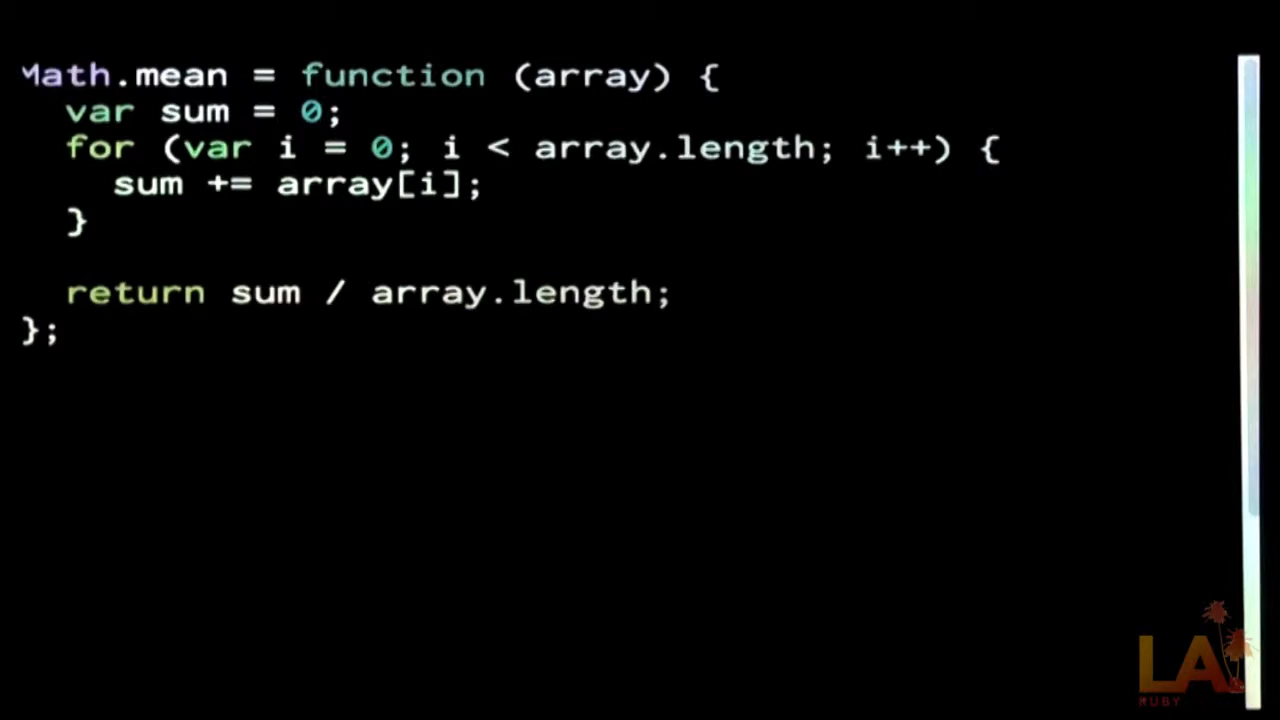 Math.mean = function (array) {
  var sum = 0;
  for (var i = 0; i < array.length; i++) {
    sum += array[i];
  }

  return sum / array.length;
};
LA
RUBY